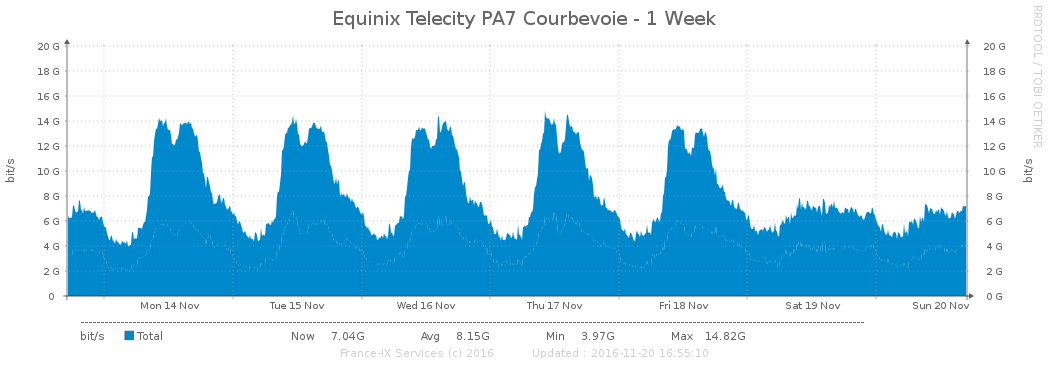 Equinix Telecity PA7 Courbevoie - 1 Week
RRDTOOL / TOBI OETIKER
bit/s
20 G 20 G
18 G 18 G
16 G 16 G
14 G 14 G
12 G 12 G
10 G 10 G
8 G 8 G
6 G 6 G
4 G 4 G
2 G 2 G
0 0 G
bit/s
Mon 14 Nov Tue 15 Nov Wed 16 Nov Thu 17 Nov Fri 18 Nov Sat 19 Nov Sun 20 Nov
bit/s Total Now 7.04G Avg 8.15G Min 3.97G Max 14.82G
France-IX Services (c) 2016 Updated : 2016-11-20 16:55:10